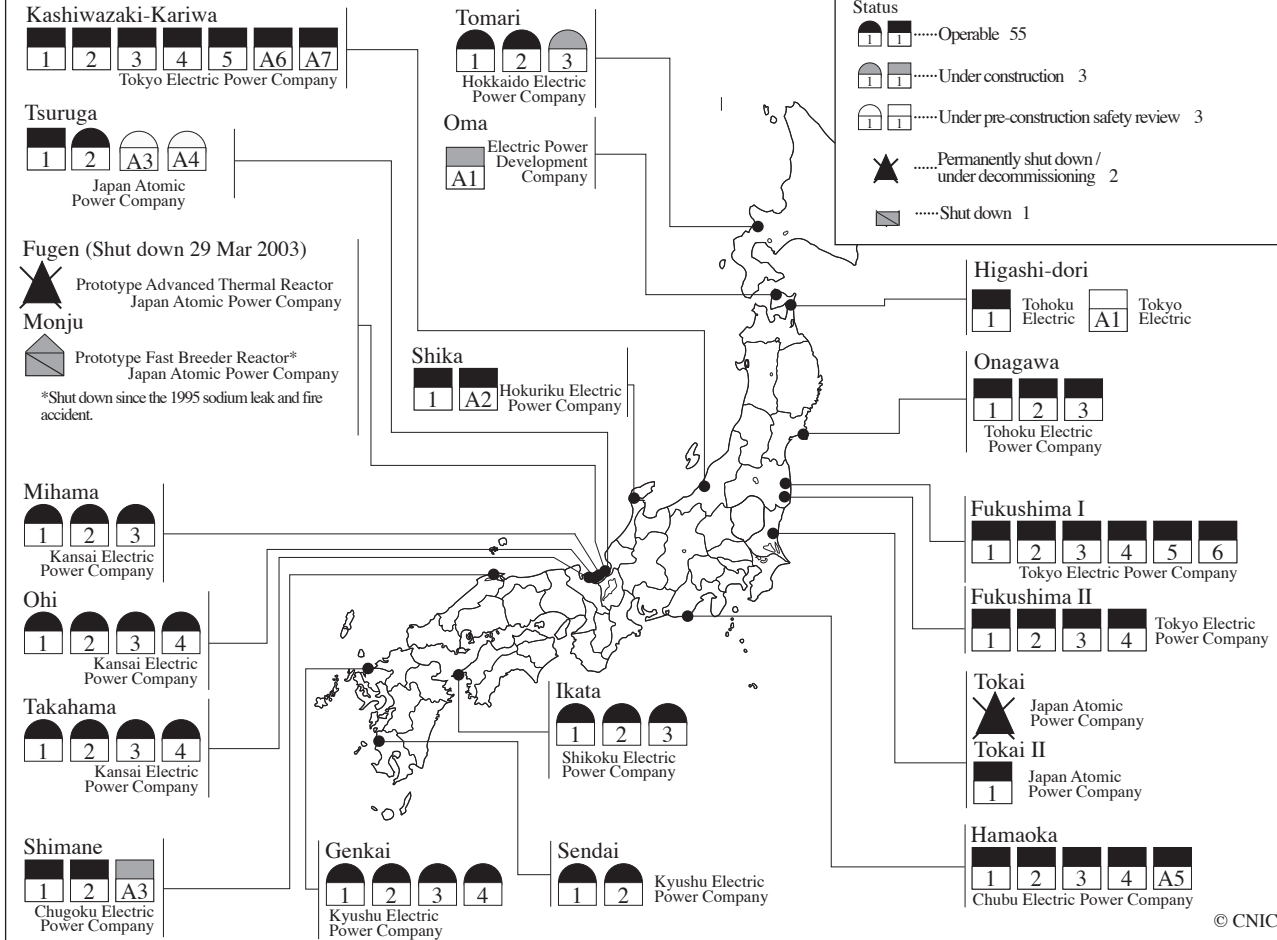 Kashiwazaki-Kariwa
1 2 3 4 5 A6 A7
Tokyo Electric Power Company
Tsuruga
1 2 A3 A4
Japan Atomic
Power Company
Fugen (Shut down 29 Mar 2003)
Prototype Advanced Thermal Reactor
Japan Atomic Power Company
Monju
Prototype Fast Breeder Reactor*
Japan Atomic Power Company
*Shut down since the 1995 sodium leak and fire
accident.
Mihama
1 2 3
Kansai Electric
Power Company
Ohi
1 2 3 4
Kansai Electric
Power Company
Takahama
1 2 3 4
Kansai Electric
Power Company
Shimane
1 2 A3
Chugoku Electric
Power Company
Tomari
1 2 3
Hokkaido Electric
Power Company
Oma
A1
Electric Power
Development
Company
Shika
1 A2
Hokuriku Electric
Power Company
Genkai
1 2 3 4
Kyushu Electric
Power Company
Sendai
1 2
Kyushu Electric
Power Company
Ikata
1 2 3
Shikoku Electric
Power Company
Status
1 1 ......Operable 55
1 1 ......Under construction 3
1 1 ......Under pre-construction safety review 3
......Permanently shut down /
under decommissioning 2
......Shut down 1
Higashi-dori
1 Tohoku
Electric
A1 Tokyo
Electric
Onagawa
1 2 3
Tohoku Electric
Power Company
Fukushima I
1 2 3 4 5 6
Tokyo Electric Power Company
Fukushima II
1 2 3 4
Tokyo Electric
Power Company
Tokai
Japan Atomic
Power Company
Tokai II
1
Japan Atomic
Power Company
Hamaoka
1 2 3 4 A5
Chubu Electric Power Company
© CNIC